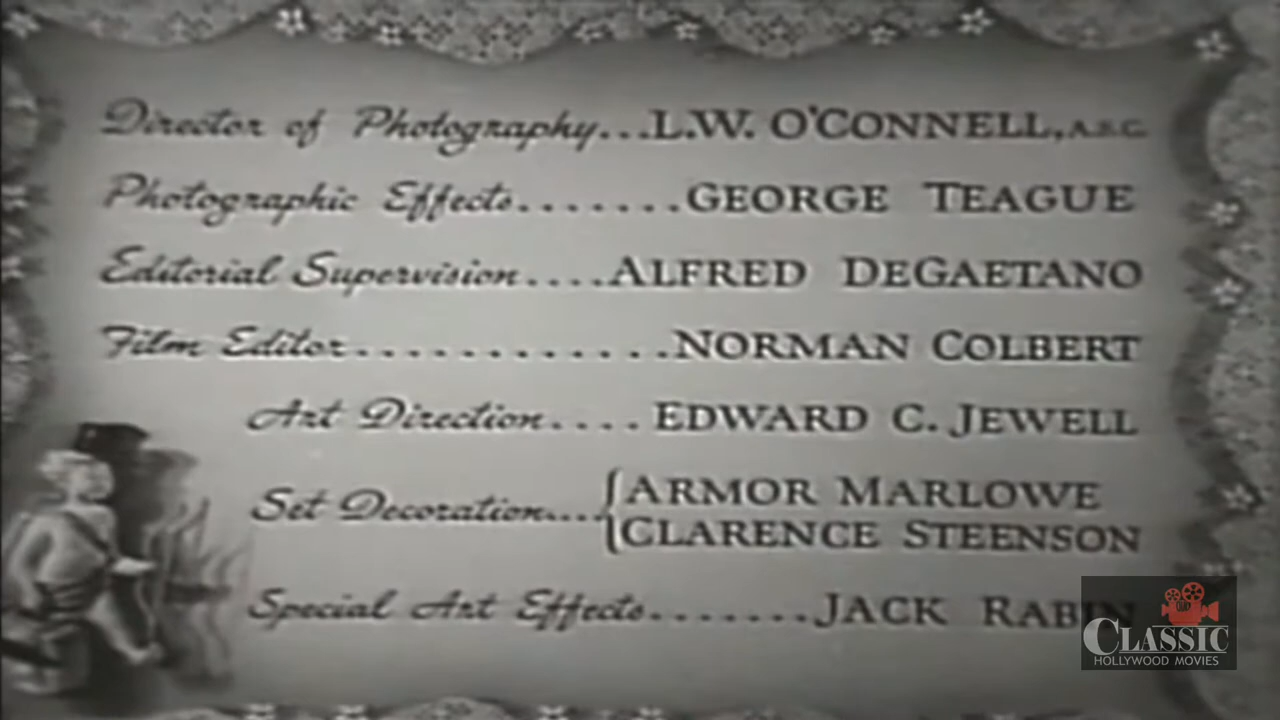 Director of Photography...L.W. O'CONNELL, A.S.C.
Photographic Effects.......GEORGE TEAGUE
Editorial Supervision....ALFRED DEGAETANO
Film Editor.............NORMAN COLBERT
Art Direction....EDWARD C. JEWELL
Set Decoration....{ARMOR MARLOWE
{CLARENCE STEENSON
Special Art Effects.......JACK RABIN
CLASSIC
HOLLYWOOD MOVIES